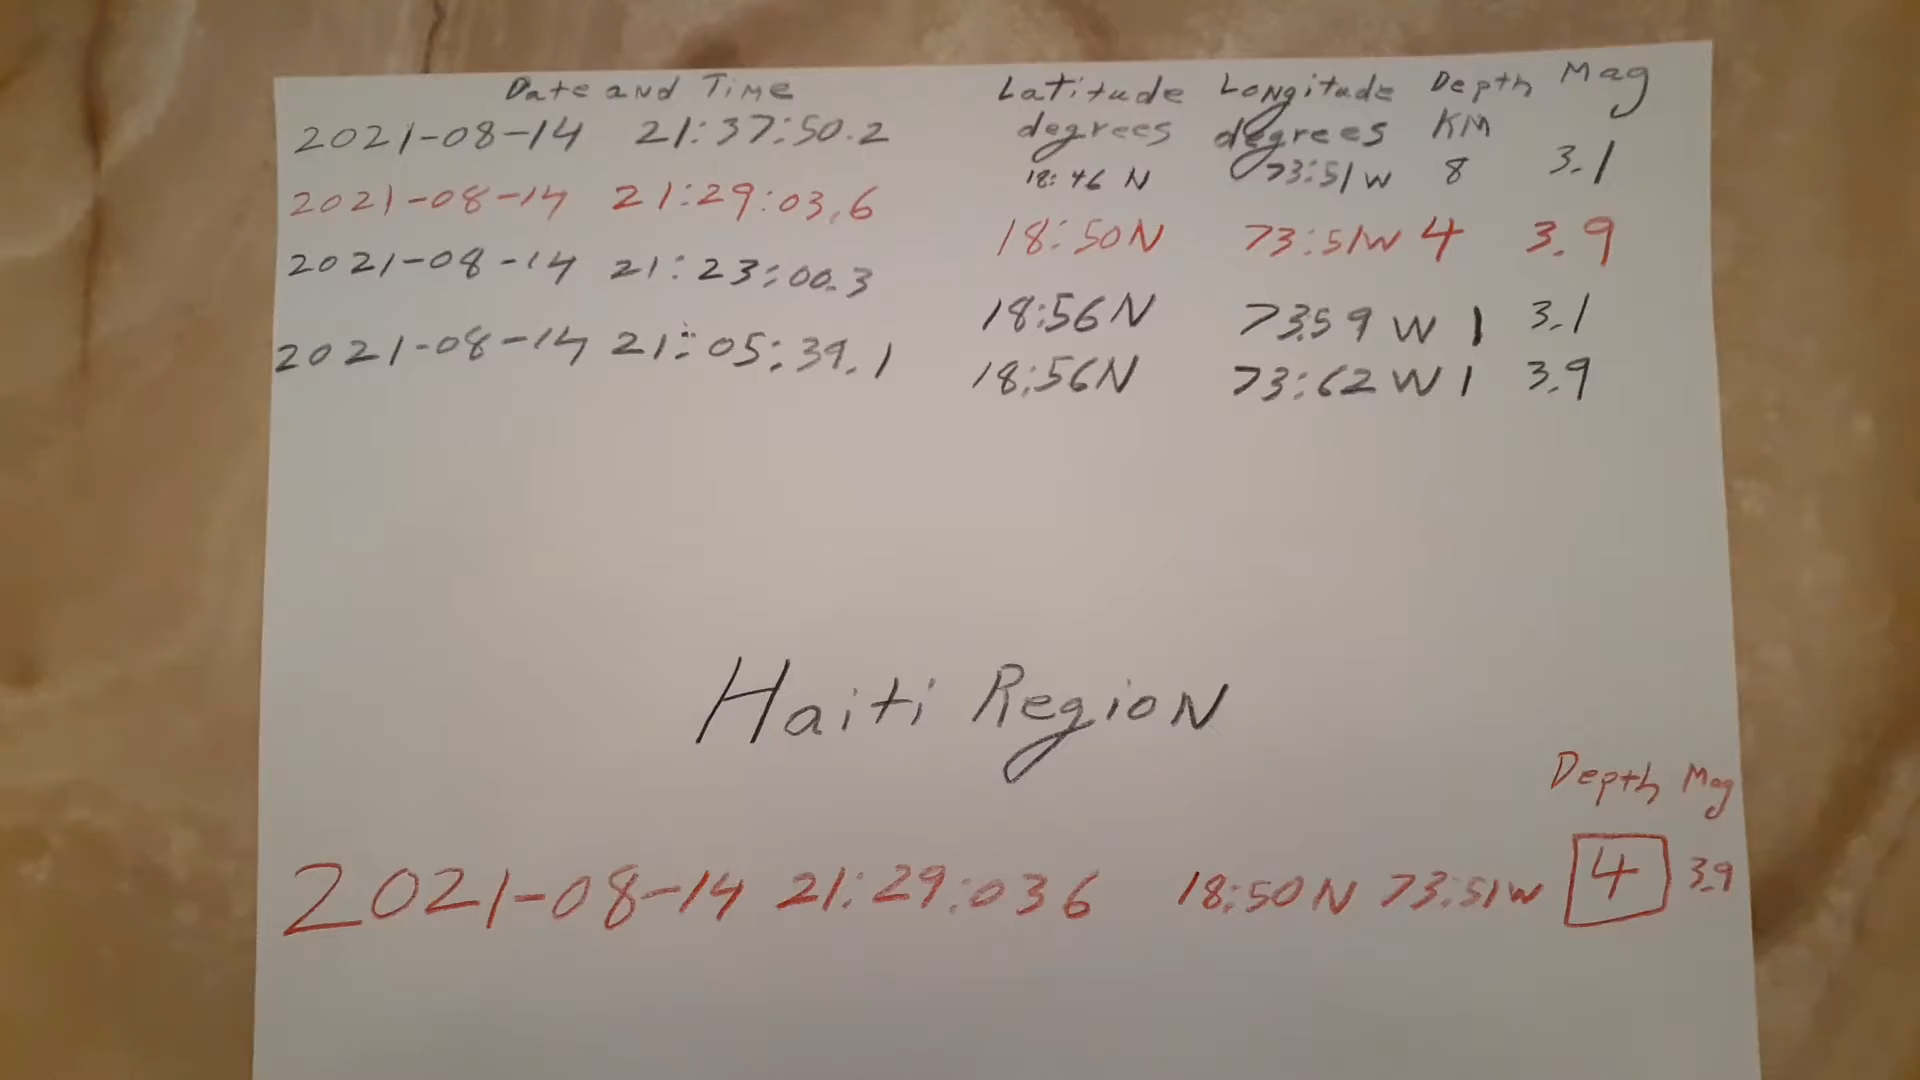 Date and Time Latitude degrees Longitude degrees Depth KM Mag
2021-08-14 21:37:50.2 18:46 N 73:51W 8 3.1
2021-08-14 21:29:03.6 18:50N 73:51W 4 3.9
2021-08-14 21:23:00.3 18:56N 73.59 W 1 3.1
2021-08-14 21:05:39.1 18:56N 73:62W 1 3.9
Haiti Region
Depth Mag
2021-08-14 21:29:03 6 18:50N 73:51W 4 3.9